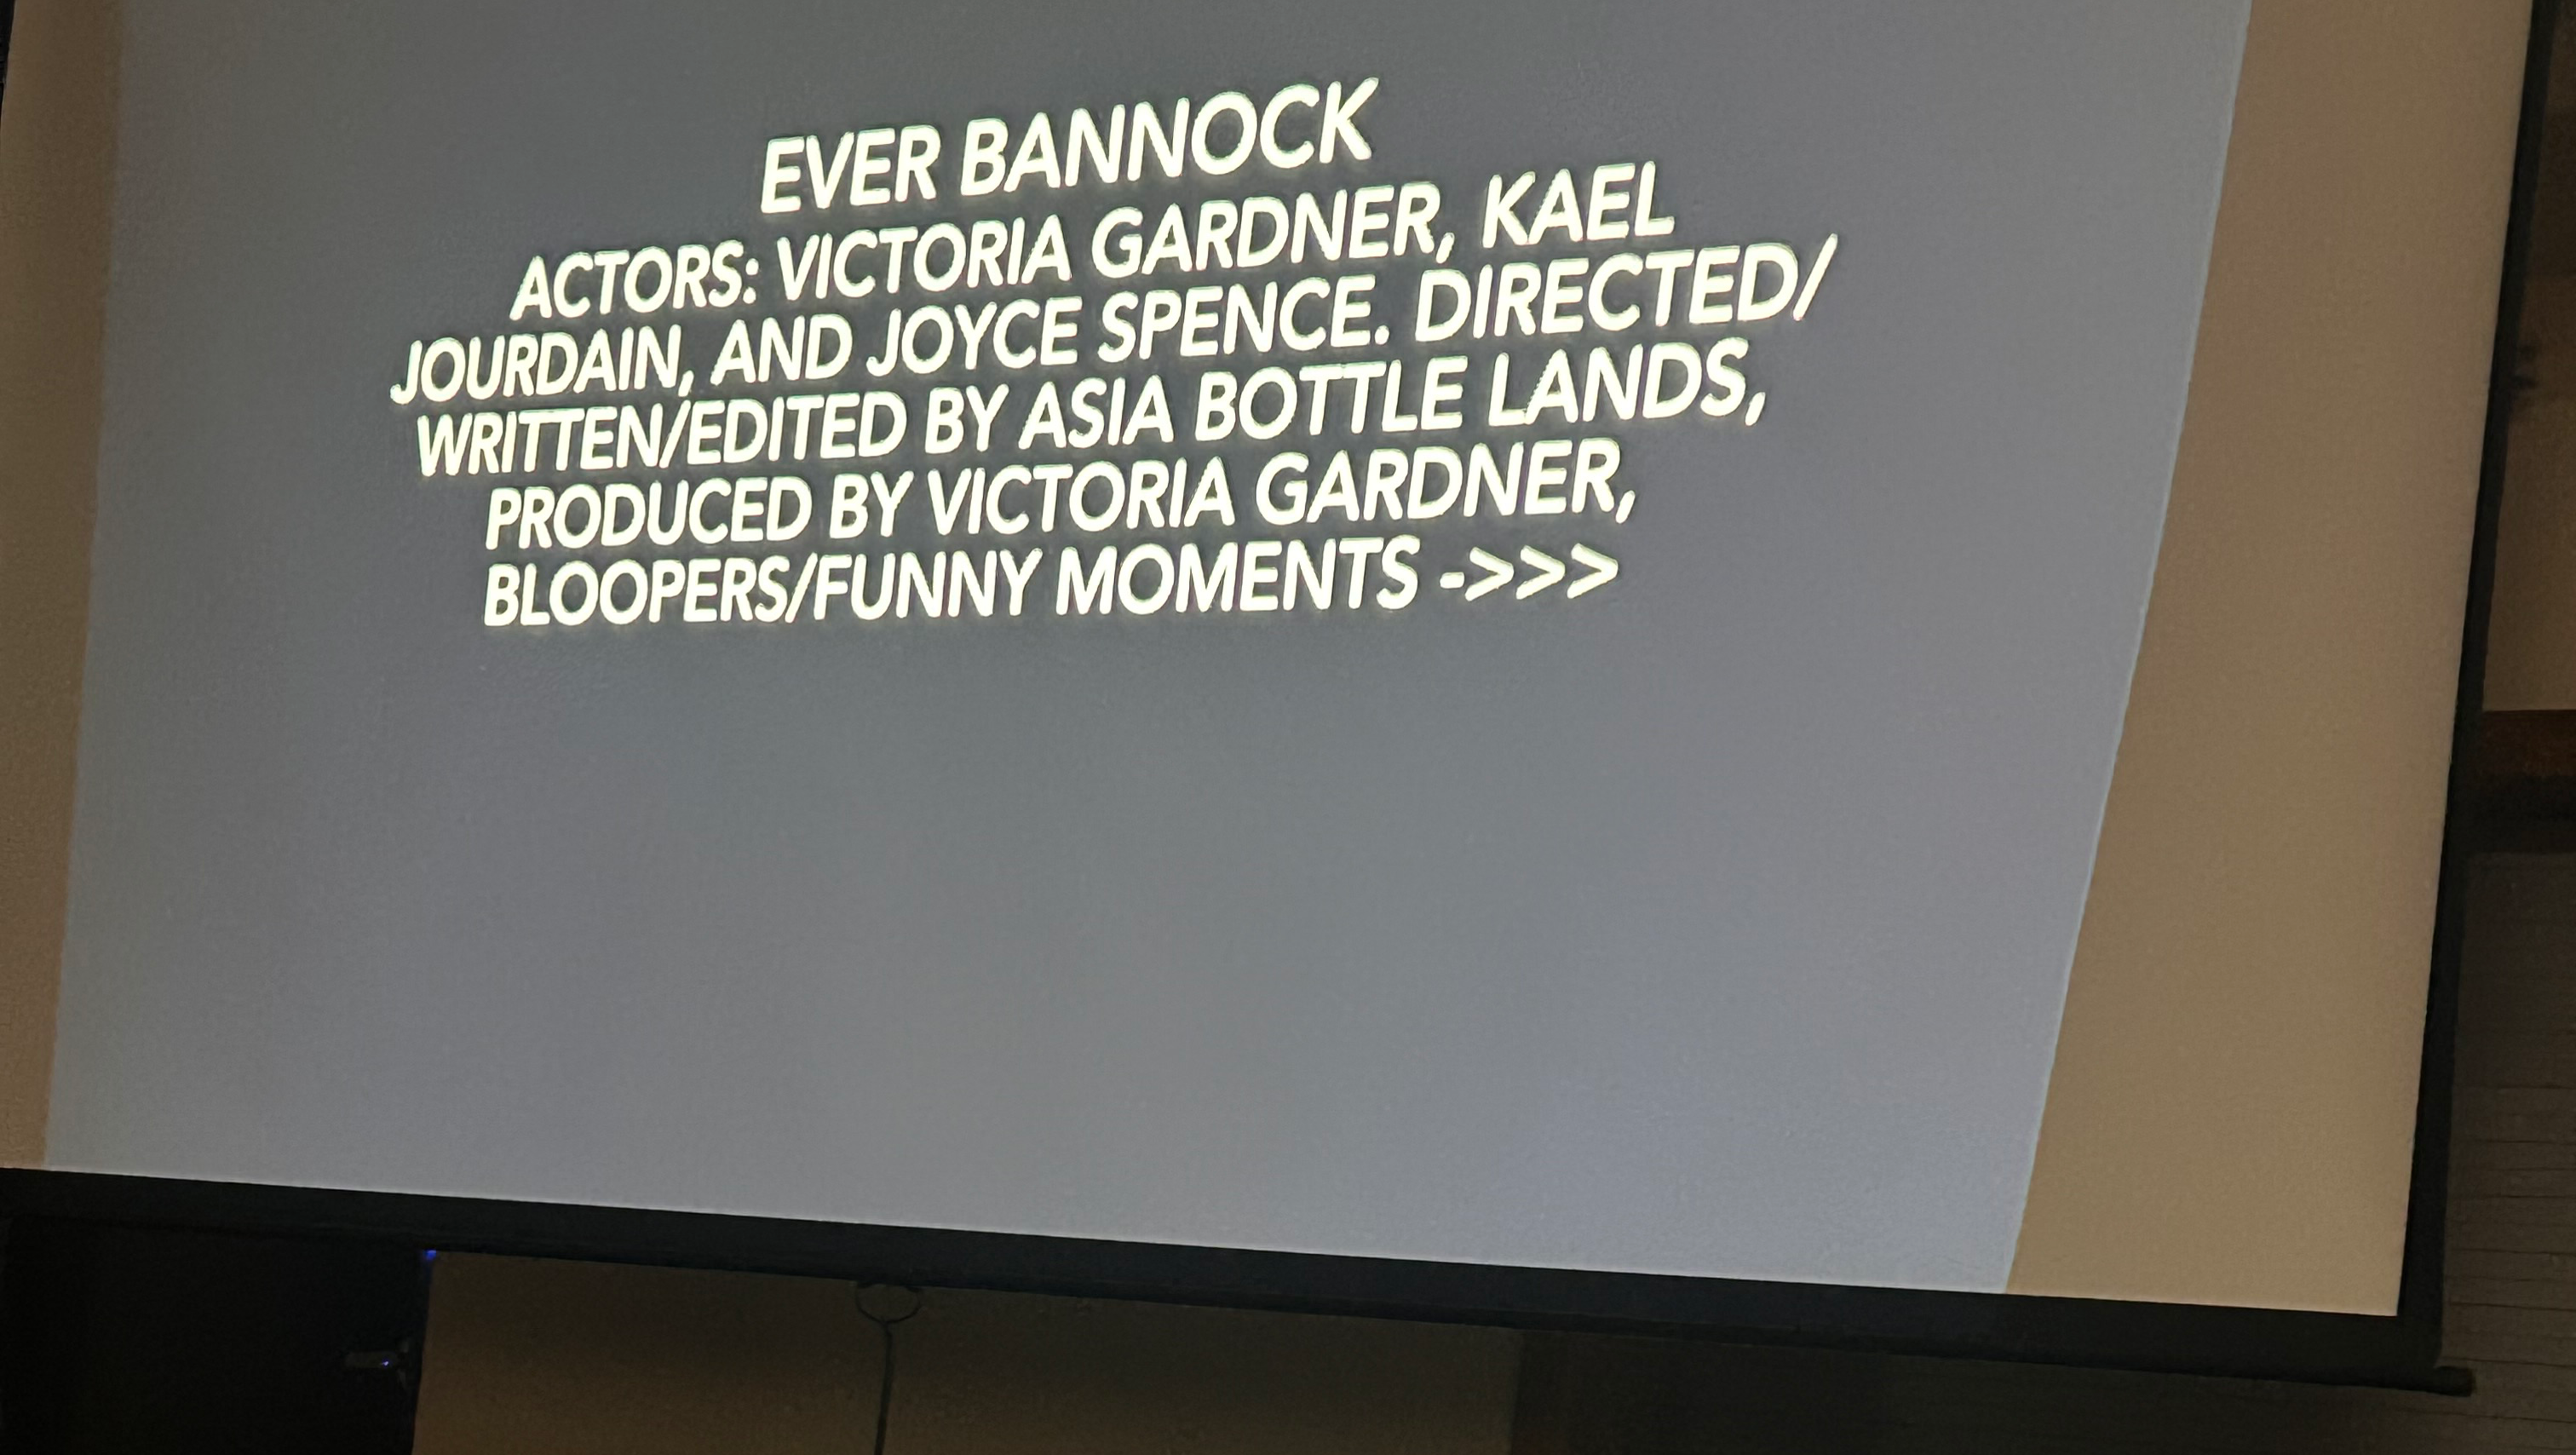 EVER BANNOCK
ACTORS: VICTORIA GARDNER, KAEL
JOURDAIN, AND JOYCE SPENCE. DIRECTED/
WRITTEN/EDITED BY ASIA BOTTLE LANDS,
PRODUCED BY VICTORIA GARDNER,
BLOOPERS/FUNNY MOMENTS ->>>